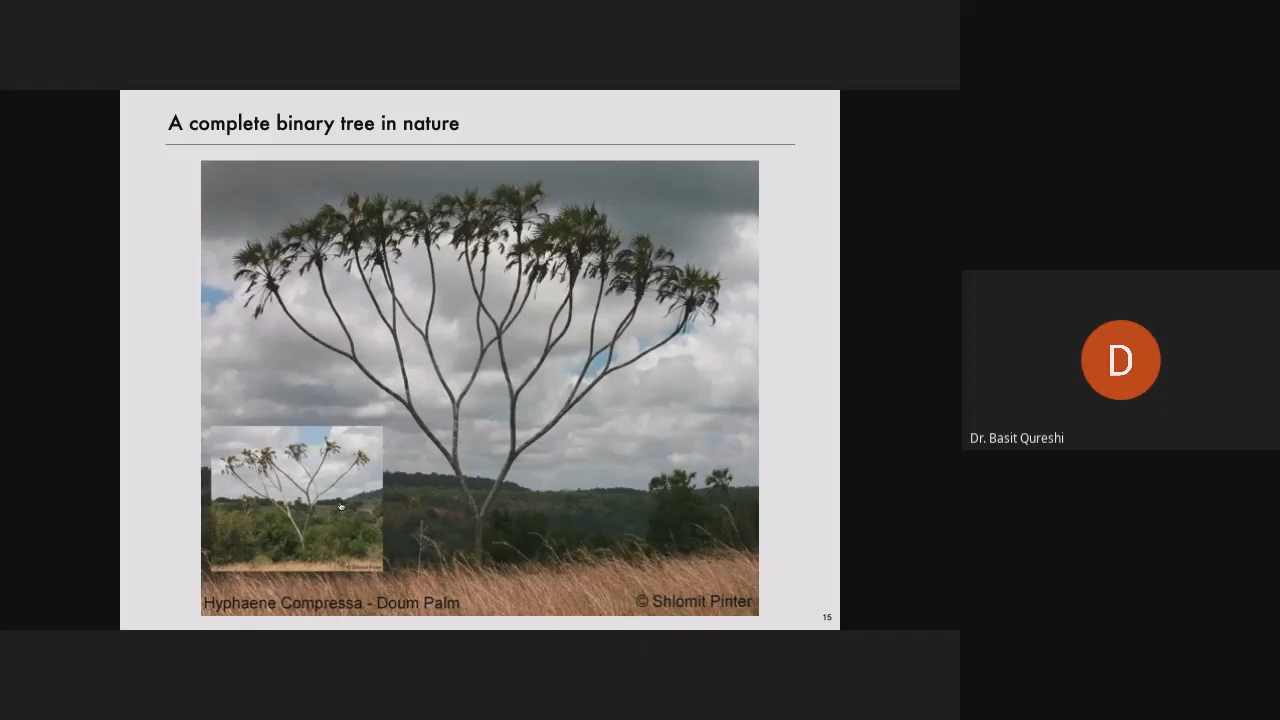 A complete binary tree in nature
Hyphaene Compressa - Doum Palm
© Shlomit Pinter
15
D
Dr. Basit Qureshi